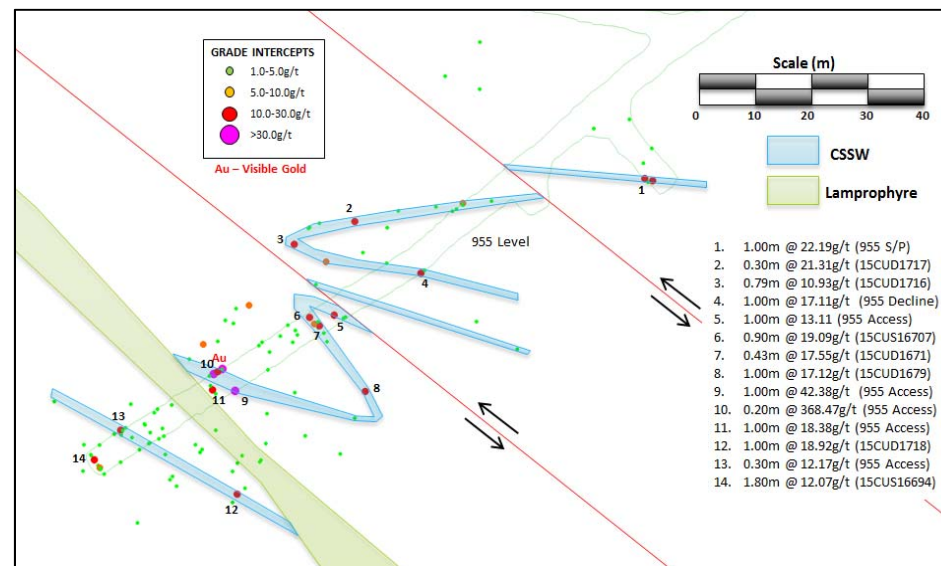 GRADE INTERCEPTS
1.0-5.0g/t
5.0-10.0g/t
10.0-30.0g/t
>30.0g/t
Au – Visible Gold
Scale (m)
0 10 20 30 40
CSSW
Lamprophyre
1
2
3
955 Level
4
5
6
7
8
Au
10
9
11
13
14
12
1. 1.00m @ 22.19g/t (955 S/P)
2. 0.30m @ 21.31g/t (15CUD1717)
3. 0.79m @ 10.93g/t (15CUD1716)
4. 1.00m @ 17.11g/t (955 Decline)
5. 1.00m @ 13.11 (955 Access)
6. 0.90m @ 19.09g/t (15CUS16707)
7. 0.43m @ 17.55g/t (15CUD1671)
8. 1.00m @ 17.12g/t (15CUD1679)
9. 1.00m @ 42.38g/t (955 Access)
10. 0.20m @ 368.47g/t (955 Access)
11. 1.00m @ 18.38g/t (955 Access)
12. 1.00m @ 18.92g/t (15CUD1718)
13. 0.30m @ 12.17g/t (955 Access)
14. 1.80m @ 12.07g/t (15CUS16694)